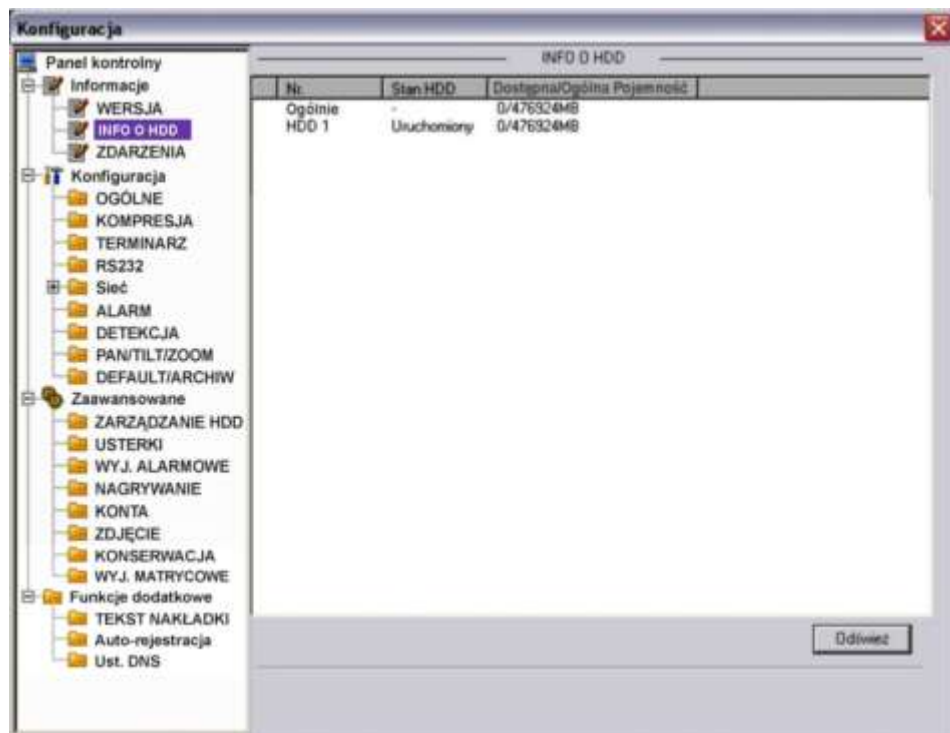 Konfiguracja
Panel kontrolny
Informacje
WERSJA
INFO O HDD
ZDARZENIA
Konfiguracja
OGÓLNE
KOMPRESJA
TERMINARZ
RS232
Sieć
ALARM
DETEKCJA
PAN/TILT/ZOOM
DEFAULT/ARCHIW
Zaawansowane
ZARZĄDZANIE HDD
USTERKI
WYJ. ALARMOWE
NAGRYWANIE
KONTA
ZDJĘCIE
KONSERWACJA
WYJ. MATRYCOWE
Funkcje dodatkowe
TEKST NAKŁADKI
Auto-rejestracja
Ust. DNS
INFO O HDD
Nr. Stan HDD Dostępna/Ogólna Pojemność
Ogólnie - 0/476924MB
HDD 1 Uruchomiony 0/476924MB
Odśwież